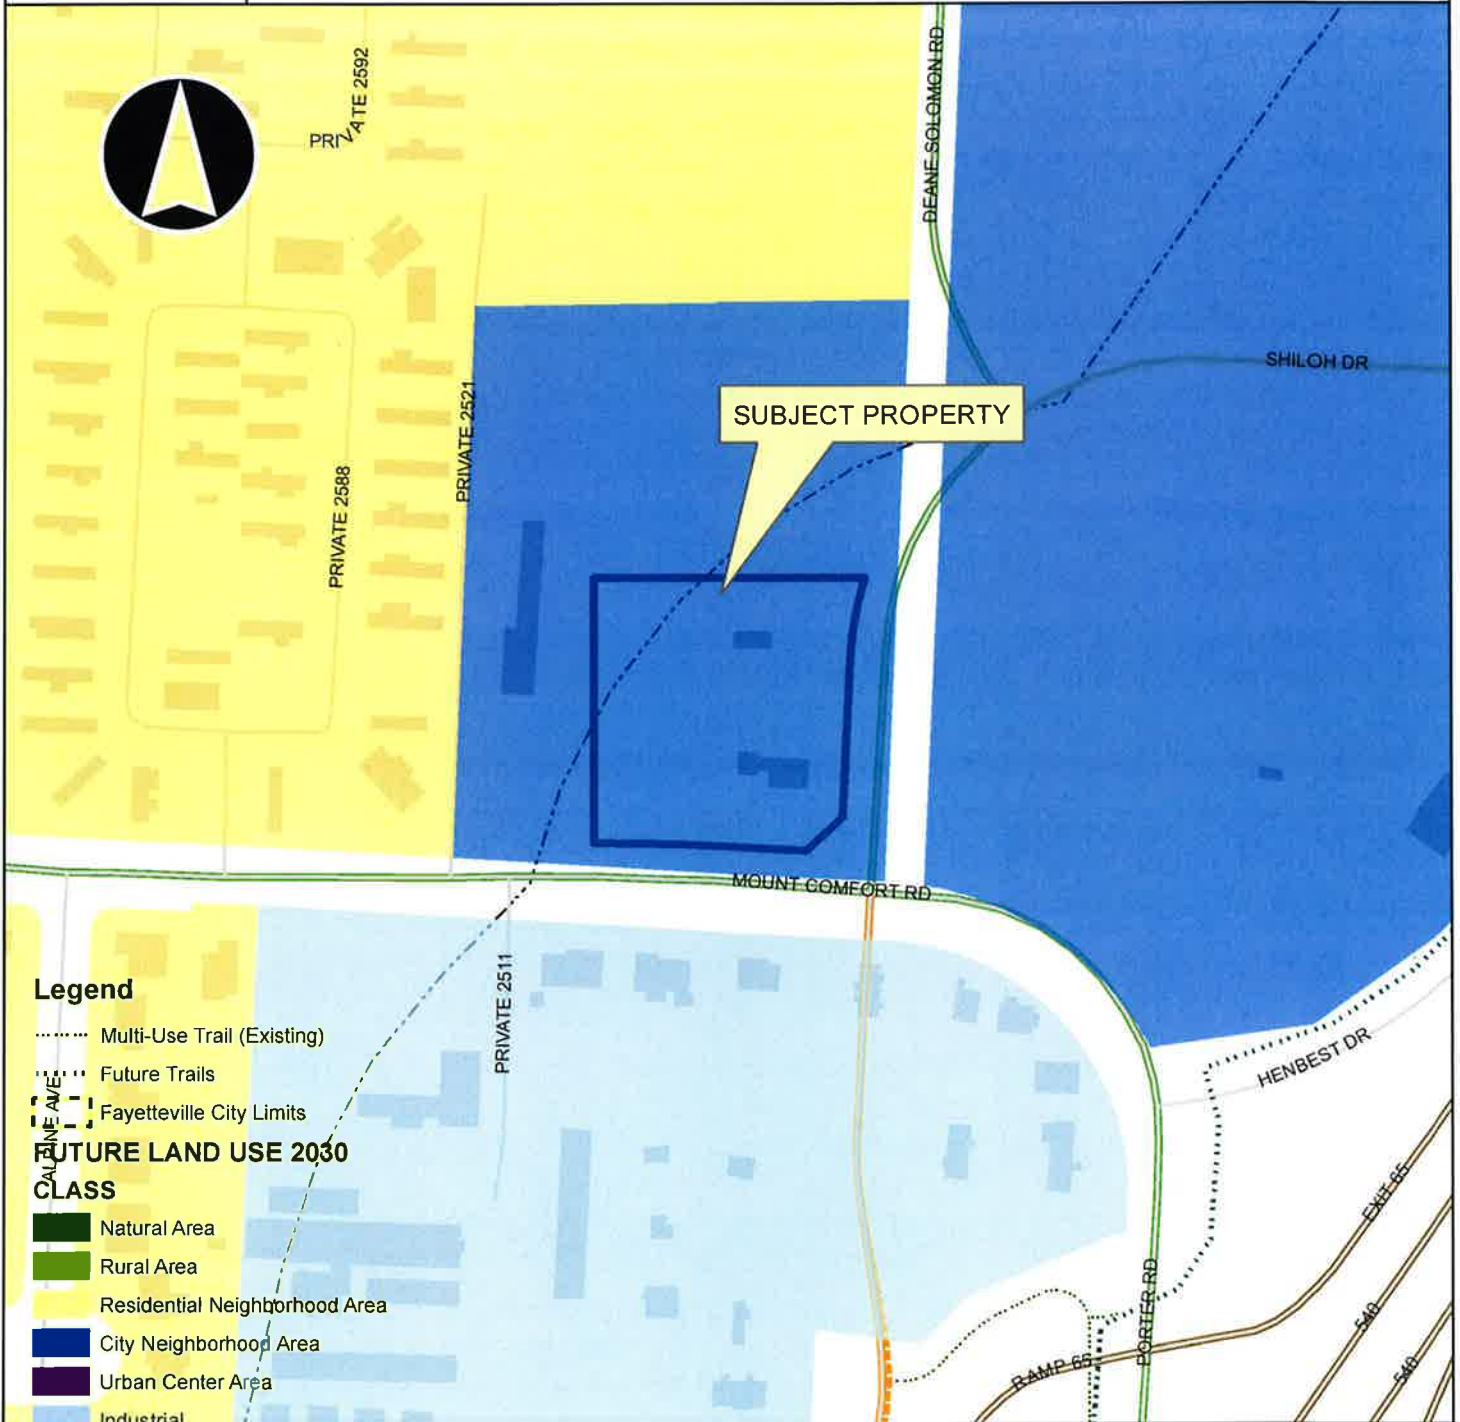 PRIVATE 2592
DEANE SOLOMON RD
SHILOH DR
SUBJECT PROPERTY
PRIVATE 2521
PRIVATE 2588
MOUNT COMFORT RD
PRIVATE 2511
HENBEST DR
Legend
Multi-Use Trail (Existing)
Future Trails
Fayetteville City Limits
FUTURE LAND USE 2030
CLASS
Natural Area
Rural Area
Residential Neighborhood Area
City Neighborhood Area
Urban Center Area
Industrial
EXIT 65
PORTER RD
540
RAMP 65
540